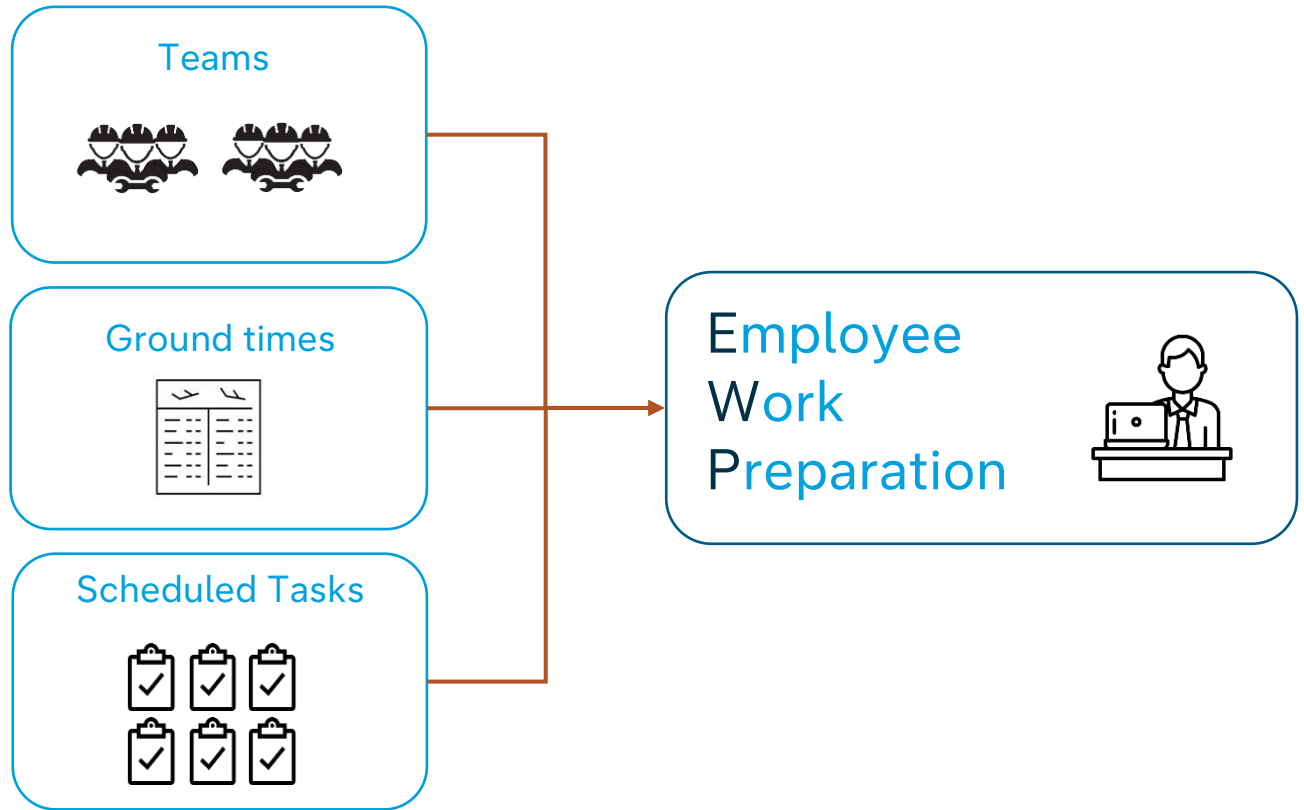 Teams
Ground times
Scheduled Tasks
Employee
Work
Preparation